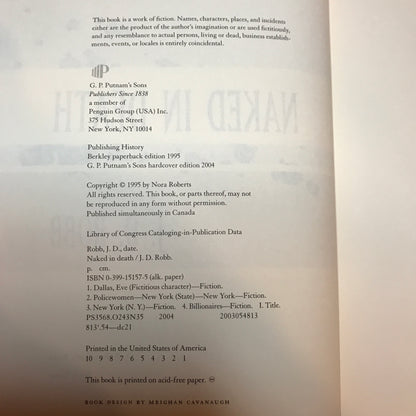 This book is a work of fiction. Names, characters, places, and incidents
either are the product of the author's imagination or are used fictitiously,
and any resemblance to actual persons, living or dead, business establish-
ments, events, or locales is entirely coincidental.
G. P. Putnam's Sons
Publishers Since 1838
a member of
Penguin Group (USA) Inc.
375 Hudson Street
New York, NY 10014
Publishing History
Berkley paperback edition 1995
G. P. Putnam's Sons hardcover edition 2004
Copyright © 1995 by Nora Roberts
All rights reserved. This book, or parts thereof, may not
be reproduced in any form without permission.
Published simultaneously in Canada
Library of Congress Cataloging-in-Publication Data
Robb, J. D., date.
Naked in death / J. D. Robb.
p. cm.
ISBN 0-399-15157-5 (alk. paper)
1. Dallas, Eve (Fictitious character)—Fiction.
2. Policewomen—New York (State)—New York—Fiction.
3. New York (N. Y.)—Fiction. 4. Billionaires—Fiction. I. Title.
PS3568.O243N35 2004 2003054813
813'.54—dc21
Printed in the United States of America
10 9 8 7 6 5 4 3 2 1
This book is printed on acid-free paper. ♾
BOOK DESIGN BY MEIGHAN CAVANAUGH